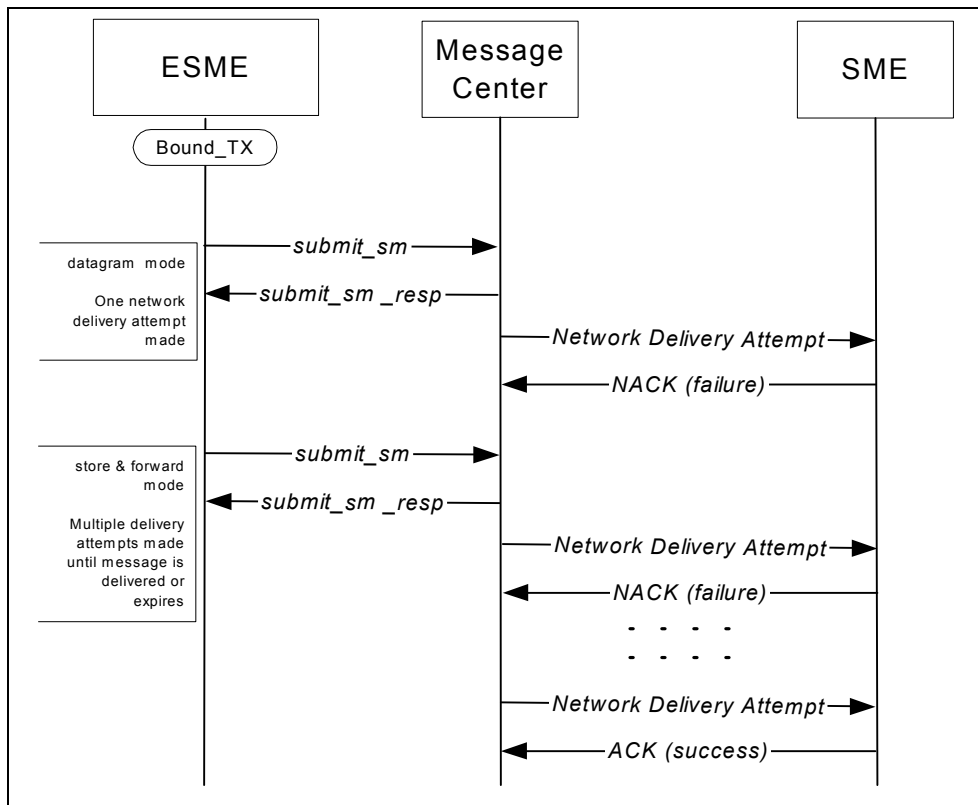 ESME
Message
Center
SME
Bound_TX
submit_sm
datagram mode
submit_sm _resp
One network
delivery attempt
made
Network Delivery Attempt
NACK (failure)
submit_sm
store & forward
mode
submit_sm _resp
Multiple delivery
attempts made
until message is
delivered or
expires
Network Delivery Attempt
NACK (failure)
- - - -
- - - -
Network Delivery Attempt
ACK (success)